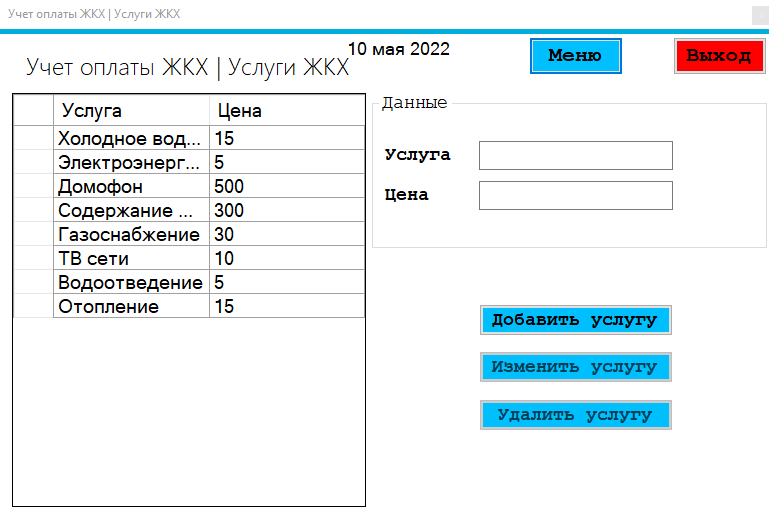 Учет оплаты ЖКХ | Услуги ЖКХ
10 мая 2022
Меню
Выход
Учет оплаты ЖКХ | Услуги ЖКХ
Услуга Цена
Холодное вод... 15
Электроэнерг... 5
Домофон 500
Содержание ... 300
Газоснабжение 30
ТВ сети 10
Водоотведение 5
Отопление 15
Данные
Услуга
Цена
Добавить услугу
Изменить услугу
Удалить услугу